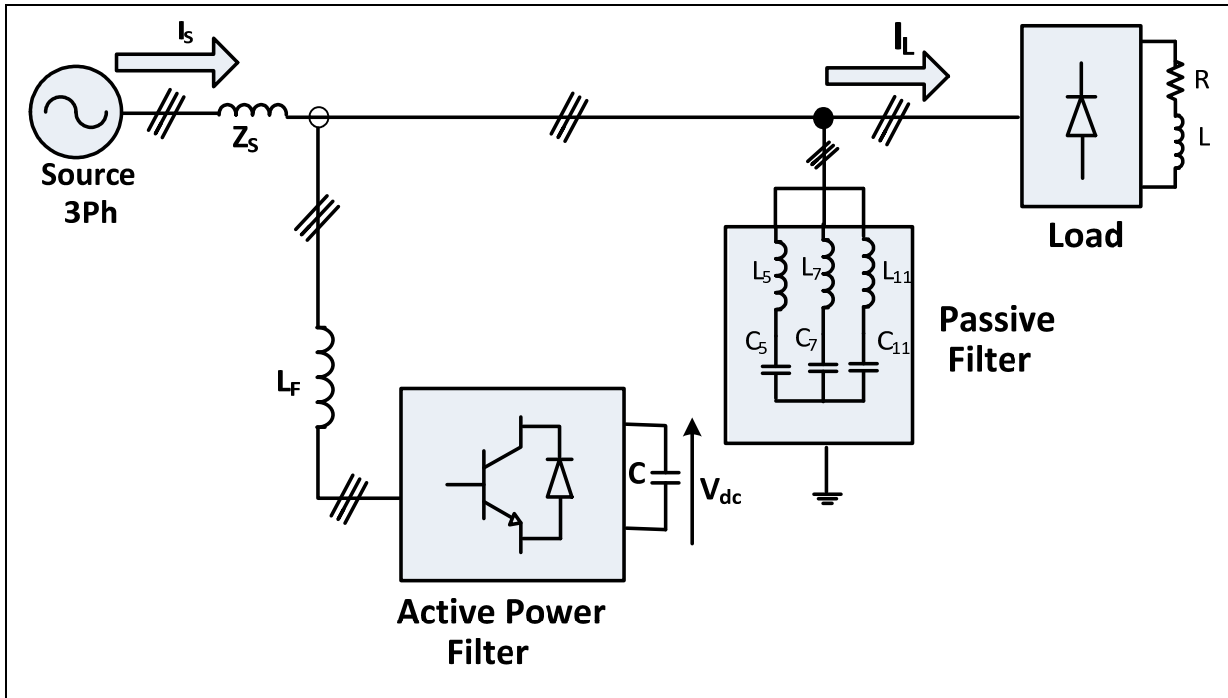 I_S
I_L
R
L
Z_S
Source
3Ph
Load
L_5
L_7
L_11
C_5
C_7
C_11
Passive
Filter
L_F
C
V_dc
Active Power
Filter